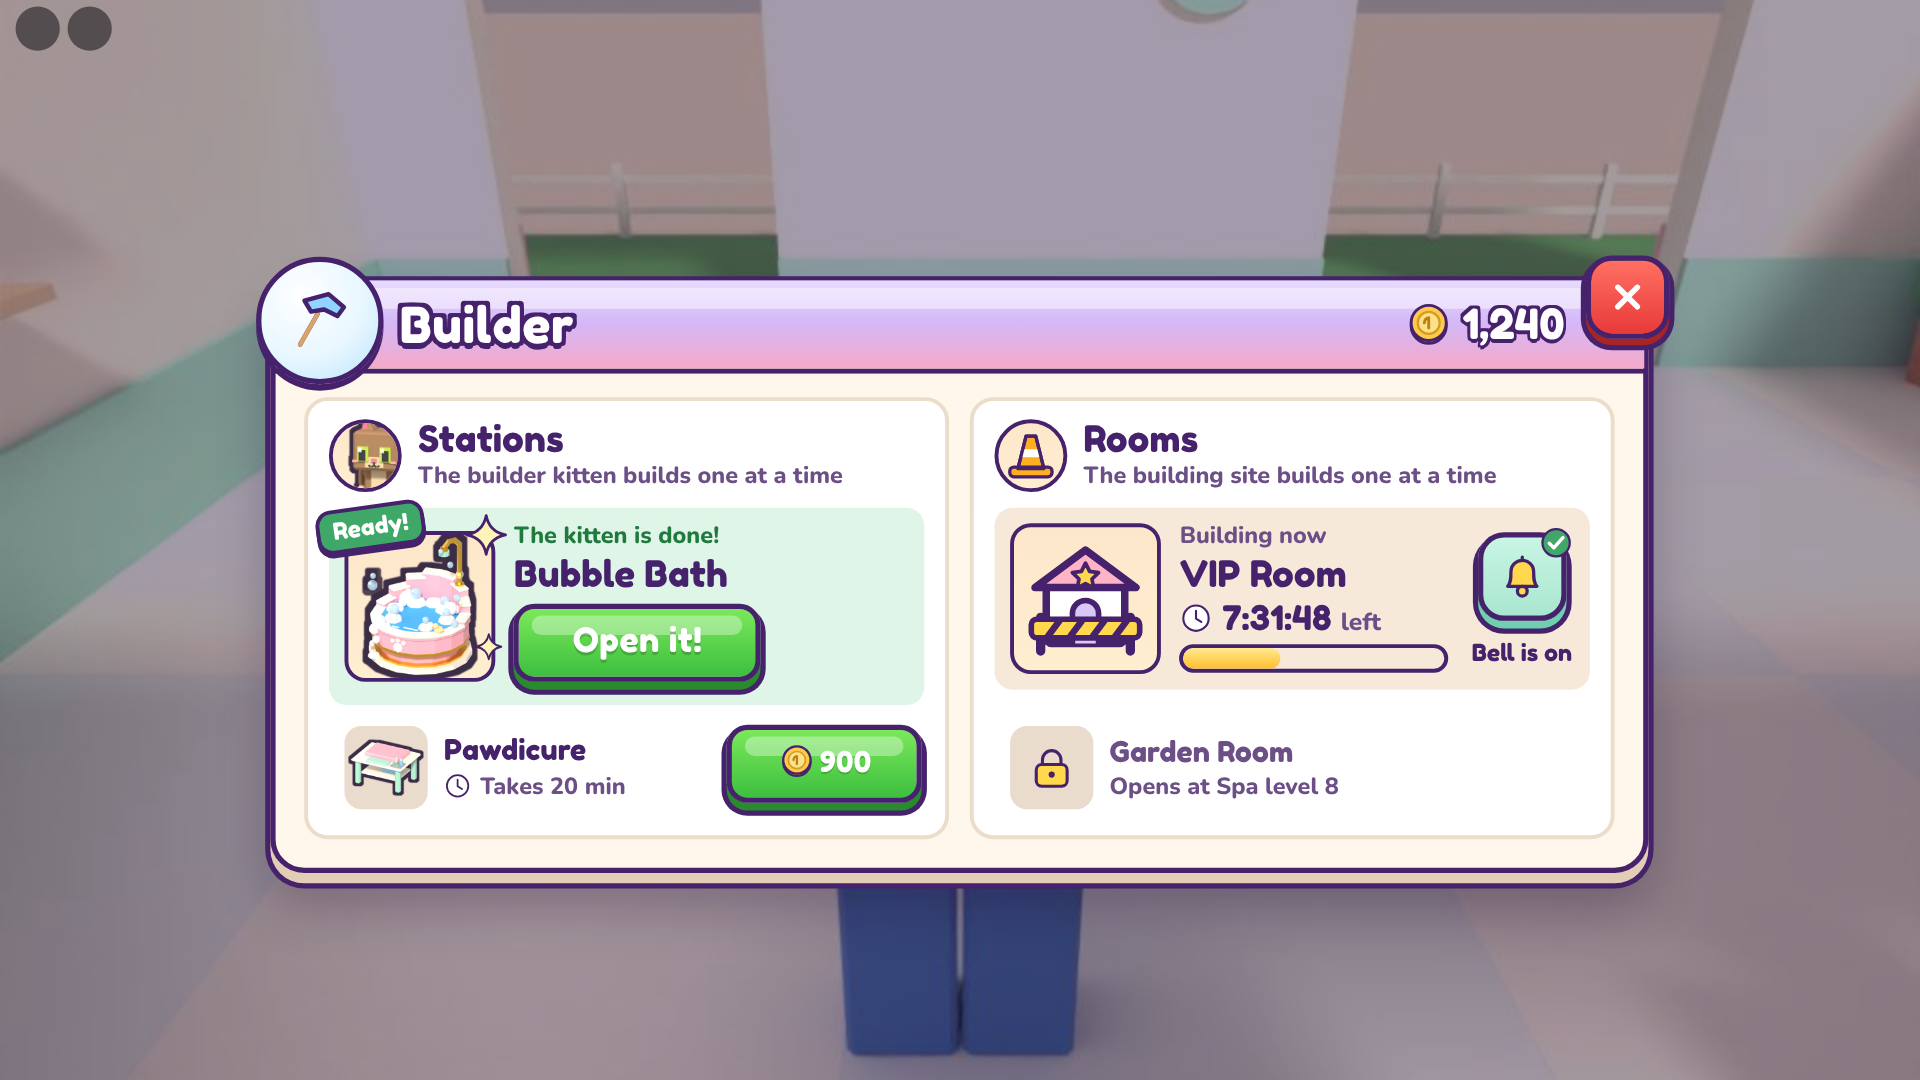 Builder
1,240
Stations
The builder kitten builds one at a time
Ready!
The kitten is done!
Bubble Bath
Open it!
Pawdicure
Takes 20 min
900
Rooms
The building site builds one at a time
Building now
VIP Room
7:31:48 left
Bell is on
Garden Room
Opens at Spa level 8